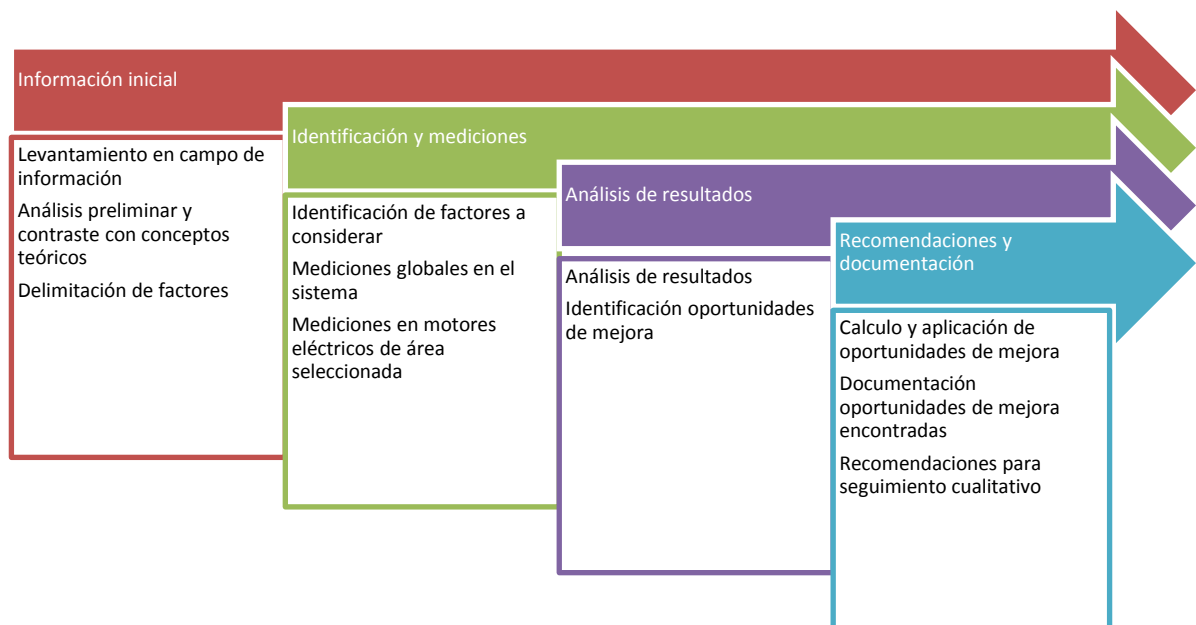 Información inicial
Levantamiento en campo de
información
Análisis preliminar y
contraste con conceptos
teóricos
Delimitación de factores
Identificación y mediciones
Identificación de factores a
considerar
Mediciones globales en el
sistema
Mediciones en motores
eléctricos de área
seleccionada
Análisis de resultados
Análisis de resultados
Identificación oportunidades
de mejora
Recomendaciones y
documentación
Calculo y aplicación de
oportunidades de mejora
Documentación
oportunidades de mejora
encontradas
Recomendaciones para
seguimiento cualitativo